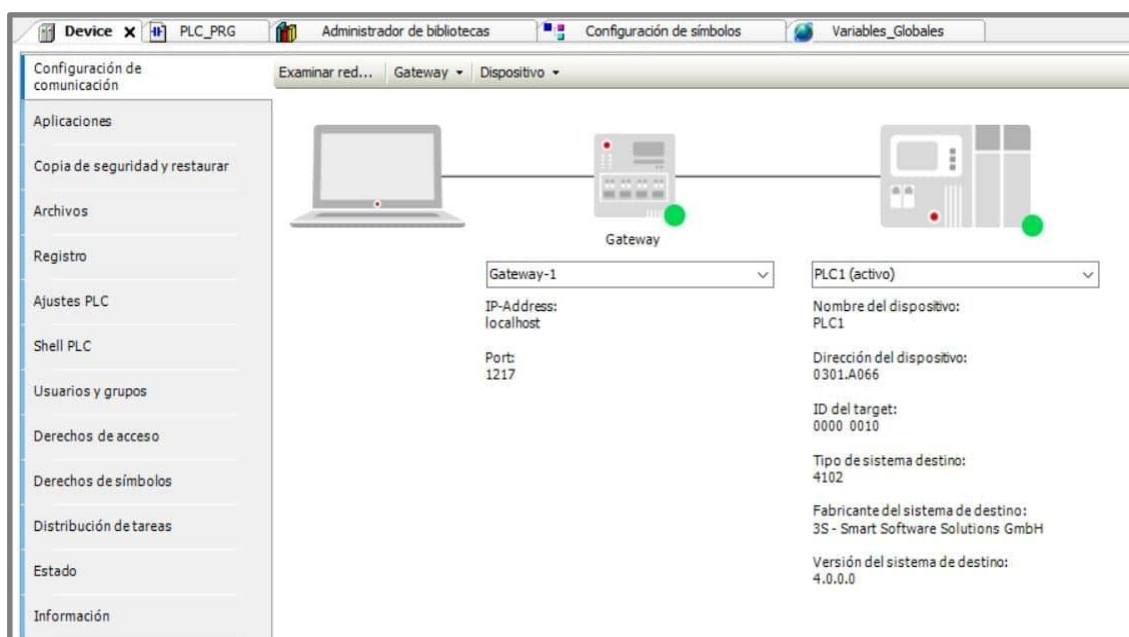 Device X PLC_PRG Administrador de bibliotecas Configuración de símbolos Variables_Globales
Configuración de
comunicación
Aplicaciones
Copia de seguridad y restaurar
Archivos
Registro
Ajustes PLC
Shell PLC
Usuarios y grupos
Derechos de acceso
Derechos de símbolos
Distribución de tareas
Estado
Información
Examinar red... Gateway Dispositivo
Gateway
Gateway-1
IP-Address:
localhost
Port:
1217
PLC1 (activo)
Nombre del dispositivo:
PLC1
Dirección del dispositivo:
0301.A066
ID del target:
0000 0010
Tipo de sistema destino:
4102
Fabricante del sistema de destino:
3S - Smart Software Solutions GmbH
Versión del sistema de destino:
4.0.0.0